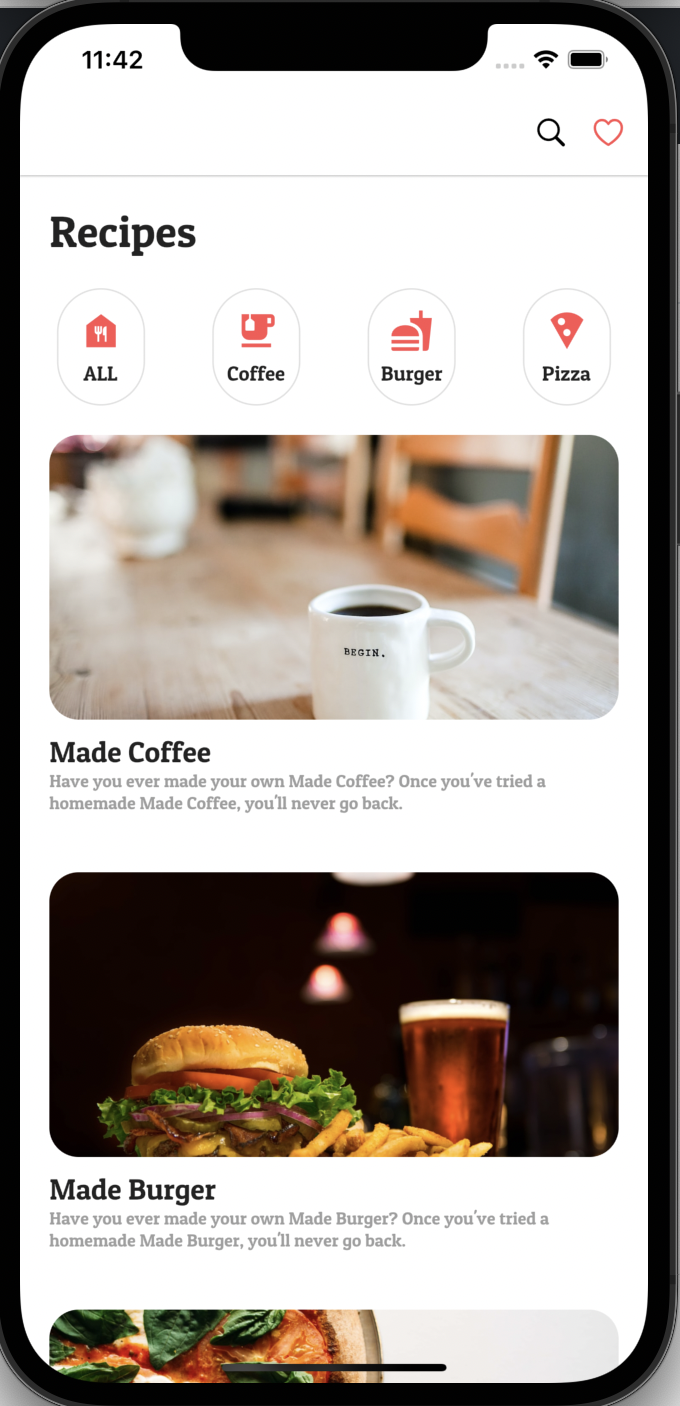 11:42
Recipes
ALL
Coffee
Burger
Pizza
BEGIN.
Made Coffee
Have you ever made your own Made Coffee? Once you've tried a
homemade Made Coffee, you'll never go back.
Made Burger
Have you ever made your own Made Burger? Once you've tried a
homemade Made Burger, you'll never go back.